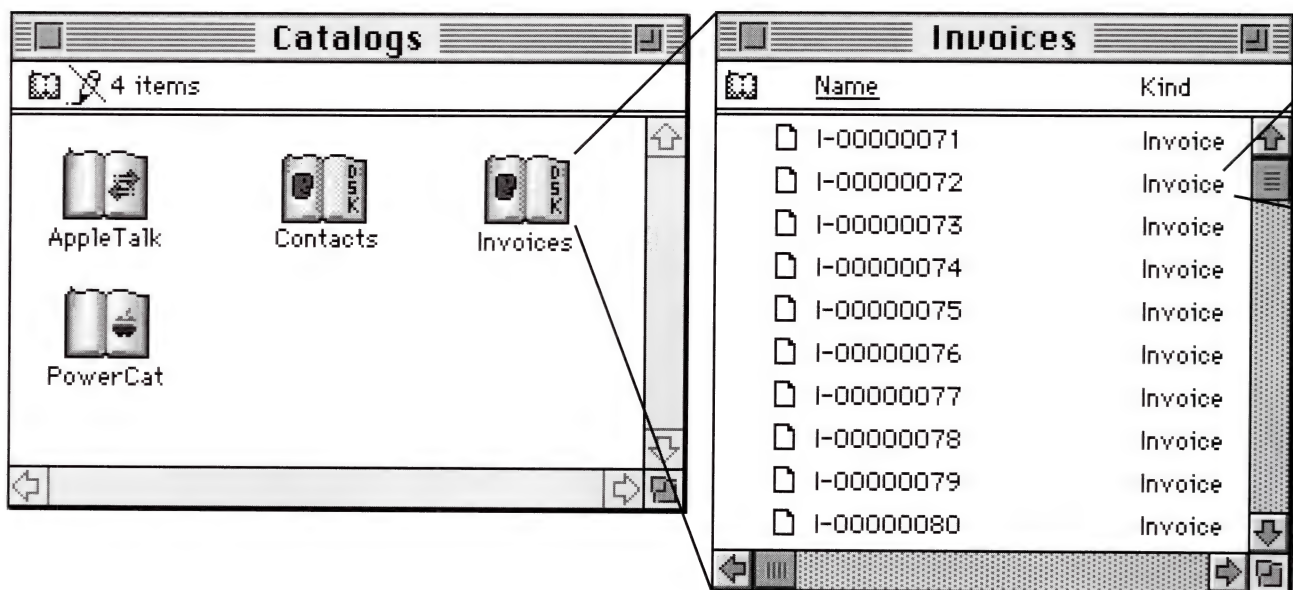 Catalogs
4 items
AppleTalk
D
S
K
Contacts
D
S
K
Invoices
PowerCat
Invoices
Name Kind
I-00000071 Invoice
I-00000072 Invoice
I-00000073 Invoice
I-00000074 Invoice
I-00000075 Invoice
I-00000076 Invoice
I-00000077 Invoice
I-00000078 Invoice
I-00000079 Invoice
I-00000080 Invoice